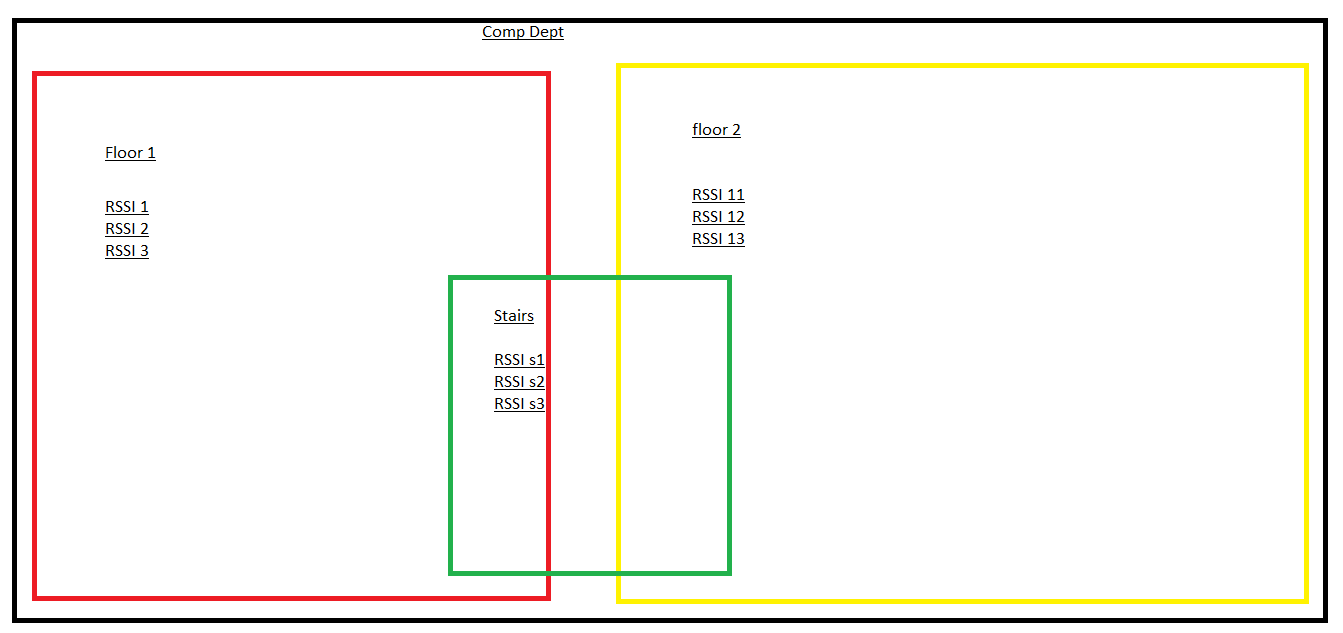 Comp Dept
Floor 1
RSSI 1
RSSI 2
RSSI 3
floor 2
RSSI 11
RSSI 12
RSSI 13
Stairs
RSSI s1
RSSI s2
RSSI s3